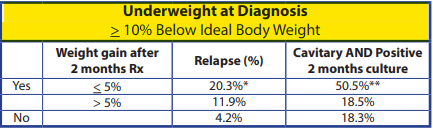 Underweight at Diagnosis
≥ 10% Below Ideal Body Weight
Weight gain after 2 months Rx Relapse (%) Cavitary AND Positive 2 months culture
Yes ≤ 5% 20.3%* 50.5%**
> 5% 11.9% 18.5%
No 4.2% 18.3%